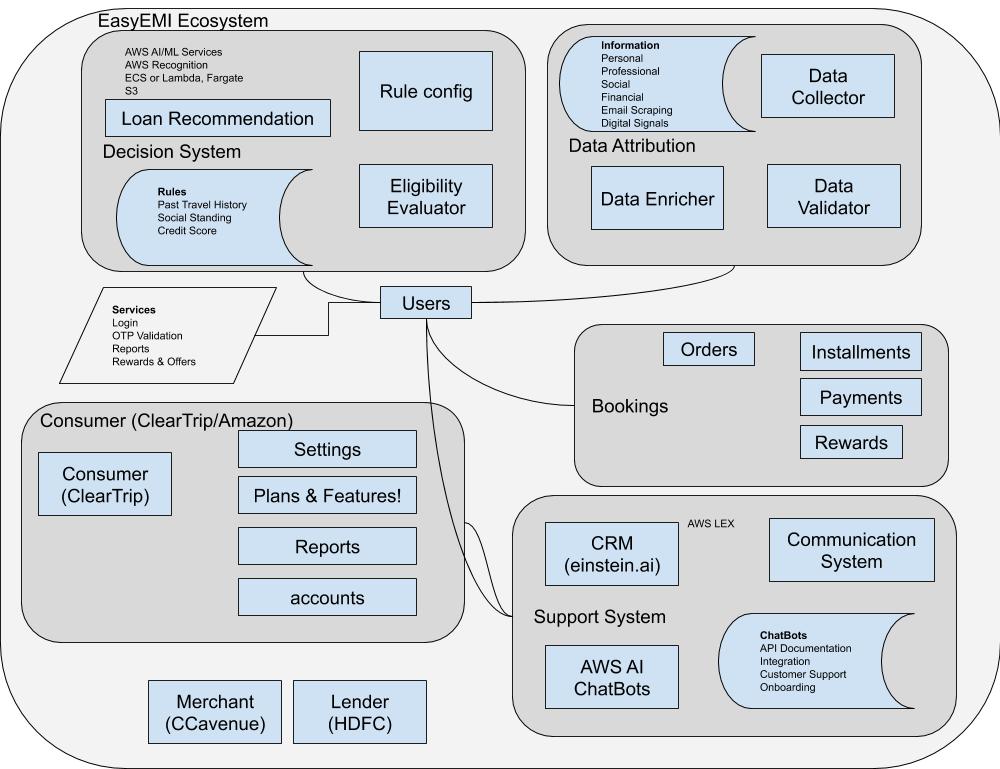 EasyEMI Ecosystem
AWS AI/ML Services
AWS Recognition
ECS or Lambda, Fargate
S3
Loan Recommendation
Rule config
Decision System
Rules
Past Travel History
Social Standing
Credit Score
Eligibility
Evaluator
Information
Personal
Professional
Social
Financial
Email Scraping
Digital Signals
Data
Collector
Data Attribution
Data Enricher
Data
Validator
Users
Services
Login
OTP Validation
Reports
Rewards & Offers
Orders
Installments
Bookings
Payments
Rewards
Consumer (ClearTrip/Amazon)
Consumer
(ClearTrip)
Settings
Plans & Features!
Reports
accounts
CRM
(einstein.ai)
AWS LEX
Communication
System
Support System
AWS AI
ChatBots
ChatBots
API Documentation
Integration
Customer Support
Onboarding
Merchant
(CCavenue)
Lender
(HDFC)